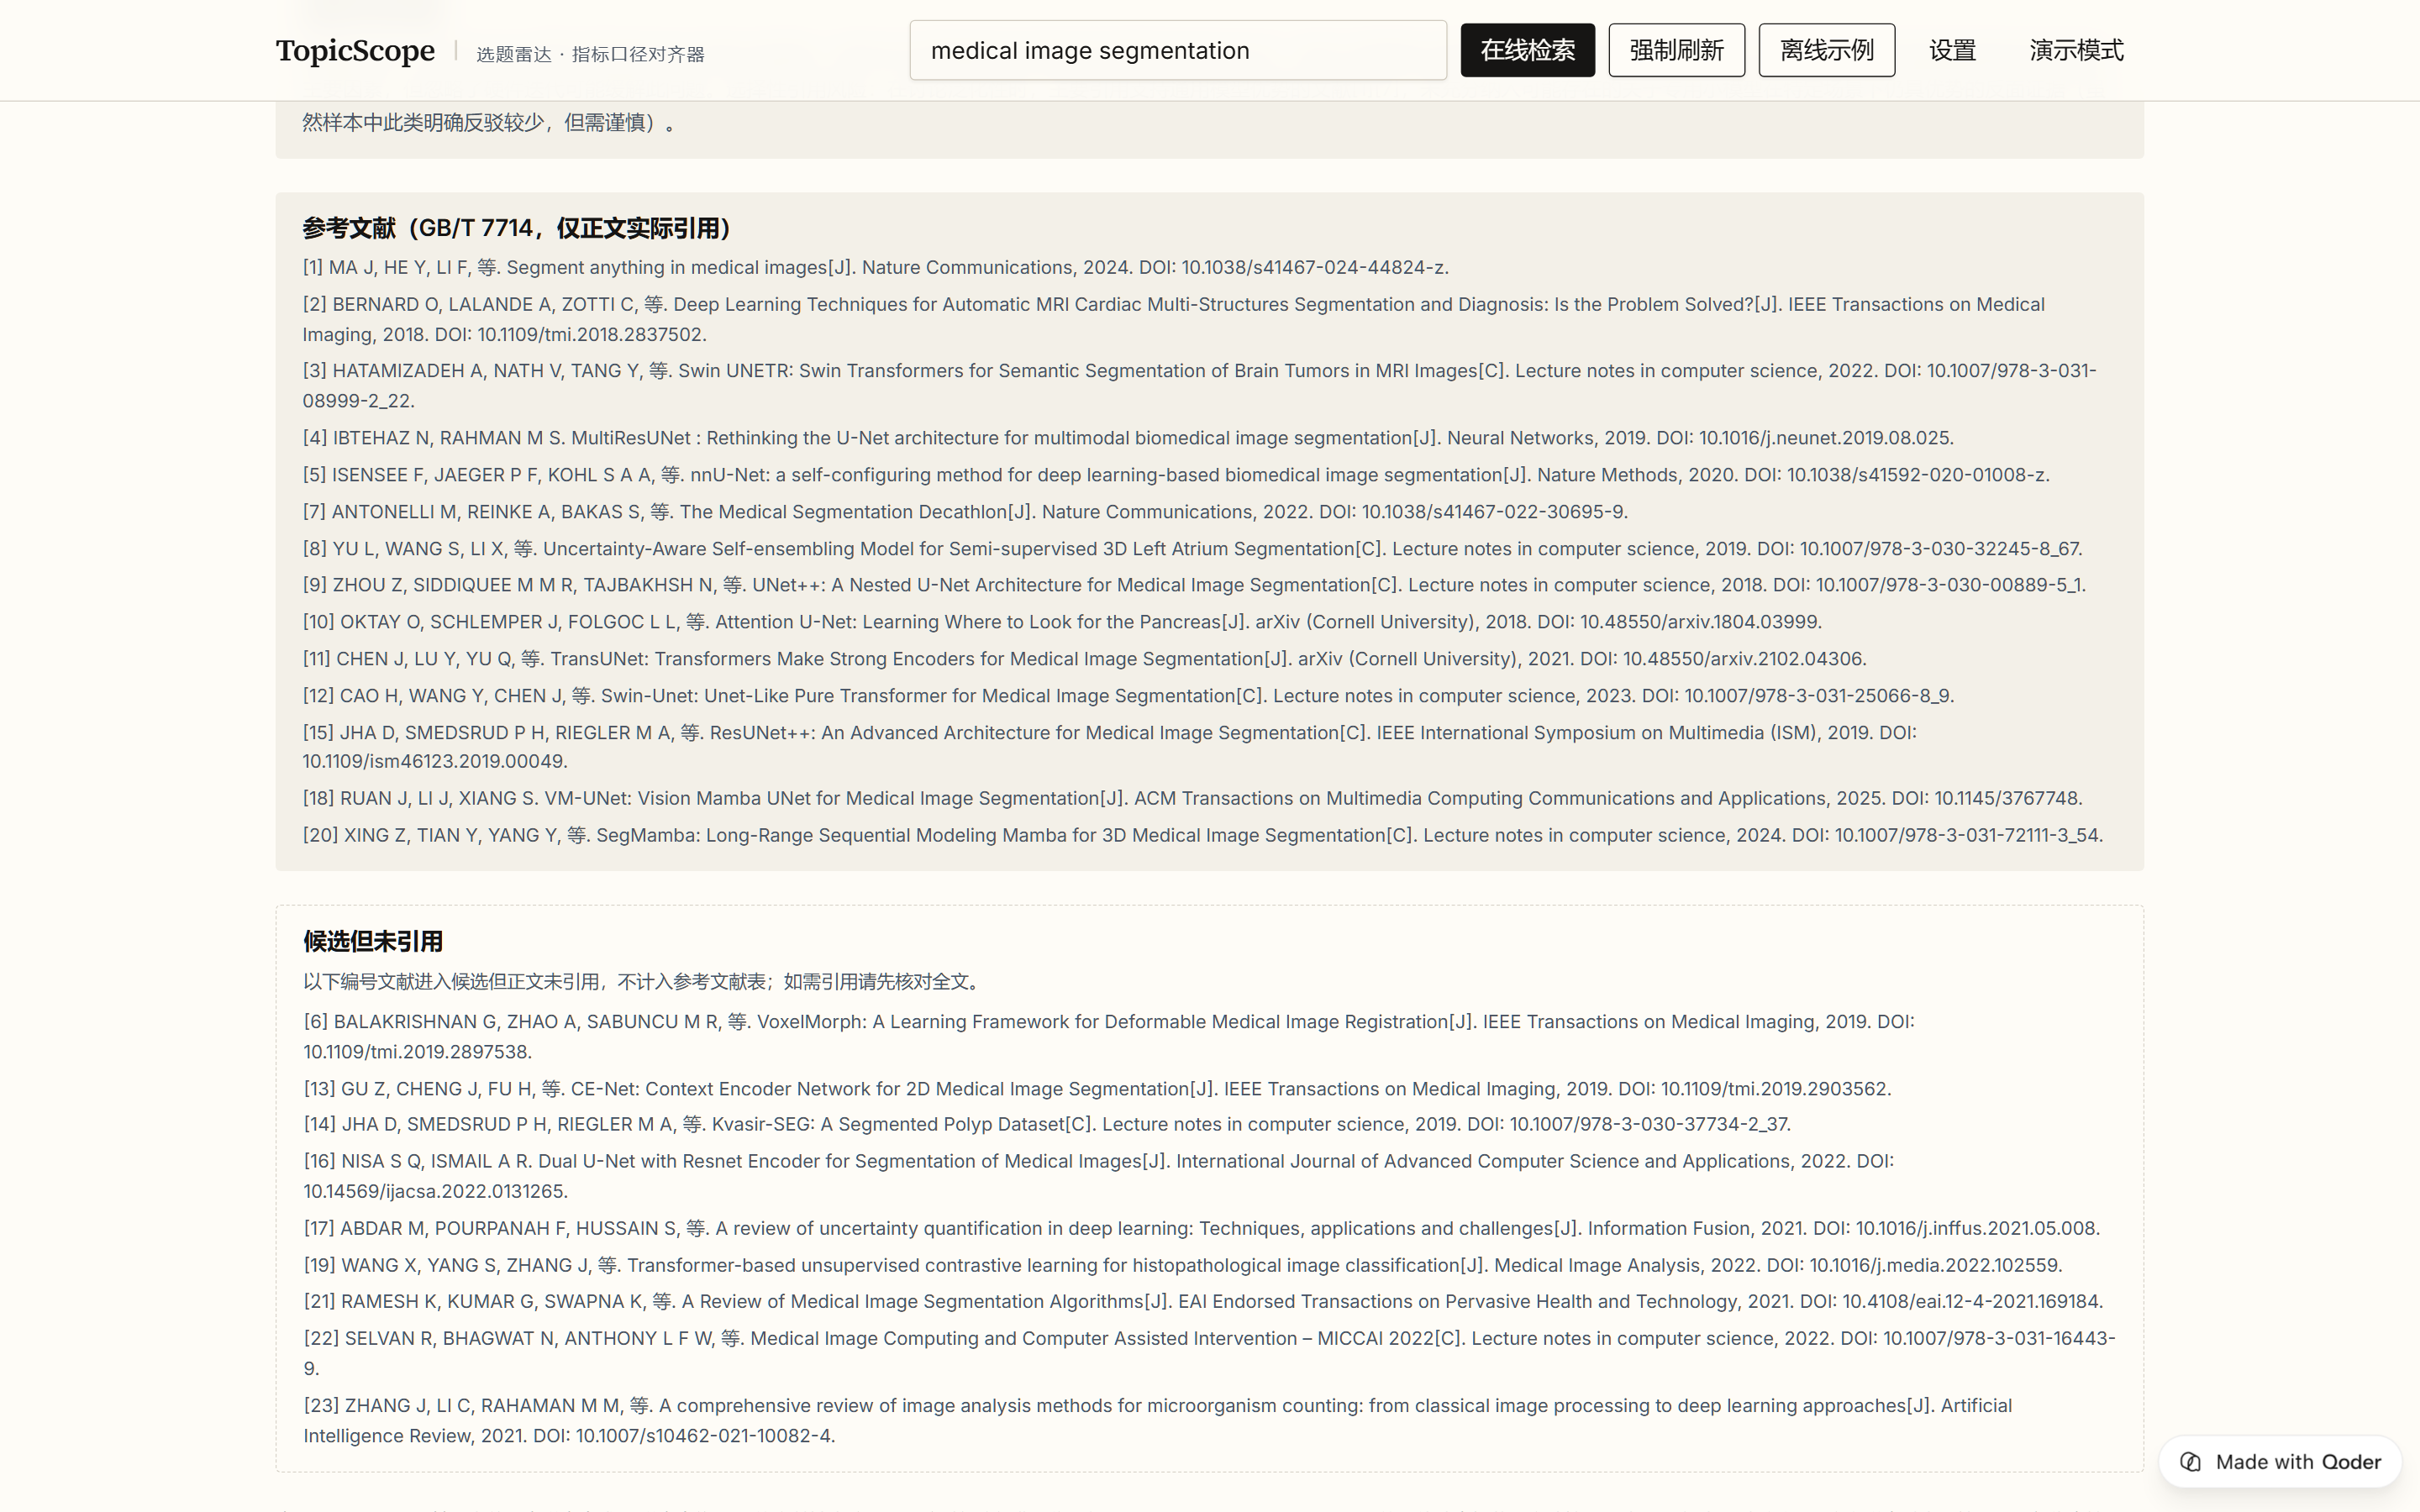 TopicScope
选题雷达 · 指标口径对齐器
medical image segmentation
在线检索
强制刷新
离线示例
设置
演示模式
然样本中此类明确反驳较少，但需谨慎）。
参考文献（GB/T 7714，仅正文实际引用）
[1] MA J, HE Y, LI F, 等. Segment anything in medical images[J]. Nature Communications, 2024. DOI: 10.1038/s41467-024-44824-z.
[2] BERNARD O, LALANDE A, ZOTTI C, 等. Deep Learning Techniques for Automatic MRI Cardiac Multi-Structures Segmentation and Diagnosis: Is the Problem Solved?[J]. IEEE Transactions on Medical
Imaging, 2018. DOI: 10.1109/tmi.2018.2837502.
[3] HATAMIZADEH A, NATH V, TANG Y, 等. Swin UNETR: Swin Transformers for Semantic Segmentation of Brain Tumors in MRI Images[C]. Lecture notes in computer science, 2022. DOI: 10.1007/978-3-031-
08999-2_22.
[4] IBTEHAZ N, RAHMAN M S. MultiResUNet : Rethinking the U-Net architecture for multimodal biomedical image segmentation[J]. Neural Networks, 2019. DOI: 10.1016/j.neunet.2019.08.025.
[5] ISENSEE F, JAEGER P F, KOHL S A A, 等. nnU-Net: a self-configuring method for deep learning-based biomedical image segmentation[J]. Nature Methods, 2020. DOI: 10.1038/s41592-020-01008-z.
[7] ANTONELLI M, REINKE A, BAKAS S, 等. The Medical Segmentation Decathlon[J]. Nature Communications, 2022. DOI: 10.1038/s41467-022-30695-9.
[8] YU L, WANG S, LI X, 等. Uncertainty-Aware Self-ensembling Model for Semi-supervised 3D Left Atrium Segmentation[C]. Lecture notes in computer science, 2019. DOI: 10.1007/978-3-030-32245-8_67.
[9] ZHOU Z, SIDDIQUEE M M R, TAJBAKHSH N, 等. UNet++: A Nested U-Net Architecture for Medical Image Segmentation[C]. Lecture notes in computer science, 2018. DOI: 10.1007/978-3-030-00889-5_1.
[10] OKTAY O, SCHLEMPER J, FOLGOC L L, 等. Attention U-Net: Learning Where to Look for the Pancreas[J]. arXiv (Cornell University), 2018. DOI: 10.48550/arxiv.1804.03999.
[11] CHEN J, LU Y, YU Q, 等. TransUNet: Transformers Make Strong Encoders for Medical Image Segmentation[J]. arXiv (Cornell University), 2021. DOI: 10.48550/arxiv.2102.04306.
[12] CAO H, WANG Y, CHEN J, 等. Swin-Unet: Unet-Like Pure Transformer for Medical Image Segmentation[C]. Lecture notes in computer science, 2023. DOI: 10.1007/978-3-031-25066-8_9.
[15] JHA D, SMEDSRUD P H, RIEGLER M A, 等. ResUNet++: An Advanced Architecture for Medical Image Segmentation[C]. IEEE International Symposium on Multimedia (ISM), 2019. DOI:
10.1109/ism46123.2019.00049.
[18] RUAN J, LI J, XIANG S. VM-UNet: Vision Mamba UNet for Medical Image Segmentation[J]. ACM Transactions on Multimedia Computing Communications and Applications, 2025. DOI: 10.1145/3767748.
[20] XING Z, TIAN Y, YANG Y, 等. SegMamba: Long-Range Sequential Modeling Mamba for 3D Medical Image Segmentation[C]. Lecture notes in computer science, 2024. DOI: 10.1007/978-3-031-72111-3_54.
候选但未引用
以下编号文献进入候选但正文未引用，不计入参考文献表；如需引用请先核对全文。
[6] BALAKRISHNAN G, ZHAO A, SABUNCU M R, 等. VoxelMorph: A Learning Framework for Deformable Medical Image Registration[J]. IEEE Transactions on Medical Imaging, 2019. DOI:
10.1109/tmi.2019.2897538.
[13] GU Z, CHENG J, FU H, 等. CE-Net: Context Encoder Network for 2D Medical Image Segmentation[J]. IEEE Transactions on Medical Imaging, 2019. DOI: 10.1109/tmi.2019.2903562.
[14] JHA D, SMEDSRUD P H, RIEGLER M A, 等. Kvasir-SEG: A Segmented Polyp Dataset[C]. Lecture notes in computer science, 2019. DOI: 10.1007/978-3-030-37734-2_37.
[16] NISA S Q, ISMAIL A R. Dual U-Net with Resnet Encoder for Segmentation of Medical Images[J]. International Journal of Advanced Computer Science and Applications, 2022. DOI:
10.14569/ijacsa.2022.0131265.
[17] ABDAR M, POURPANAH F, HUSSAIN S, 等. A review of uncertainty quantification in deep learning: Techniques, applications and challenges[J]. Information Fusion, 2021. DOI: 10.1016/j.inffus.2021.05.008.
[19] WANG X, YANG S, ZHANG J, 等. Transformer-based unsupervised contrastive learning for histopathological image classification[J]. Medical Image Analysis, 2022. DOI: 10.1016/j.media.2022.102559.
[21] RAMESH K, KUMAR G, SWAPNA K, 等. A Review of Medical Image Segmentation Algorithms[J]. EAI Endorsed Transactions on Pervasive Health and Technology, 2021. DOI: 10.4108/eai.12-4-2021.169184.
[22] SELVAN R, BHAGWAT N, ANTHONY L F W, 等. Medical Image Computing and Computer Assisted Intervention – MICCAI 2022[C]. Lecture notes in computer science, 2022. DOI: 10.1007/978-3-031-16443-
9.
[23] ZHANG J, LI C, RAHAMAN M M, 等. A comprehensive review of image analysis methods for microorganism counting: from classical image processing to deep learning approaches[J]. Artificial
Intelligence Review, 2021. DOI: 10.1007/s10462-021-10082-4.
Made with Qoder